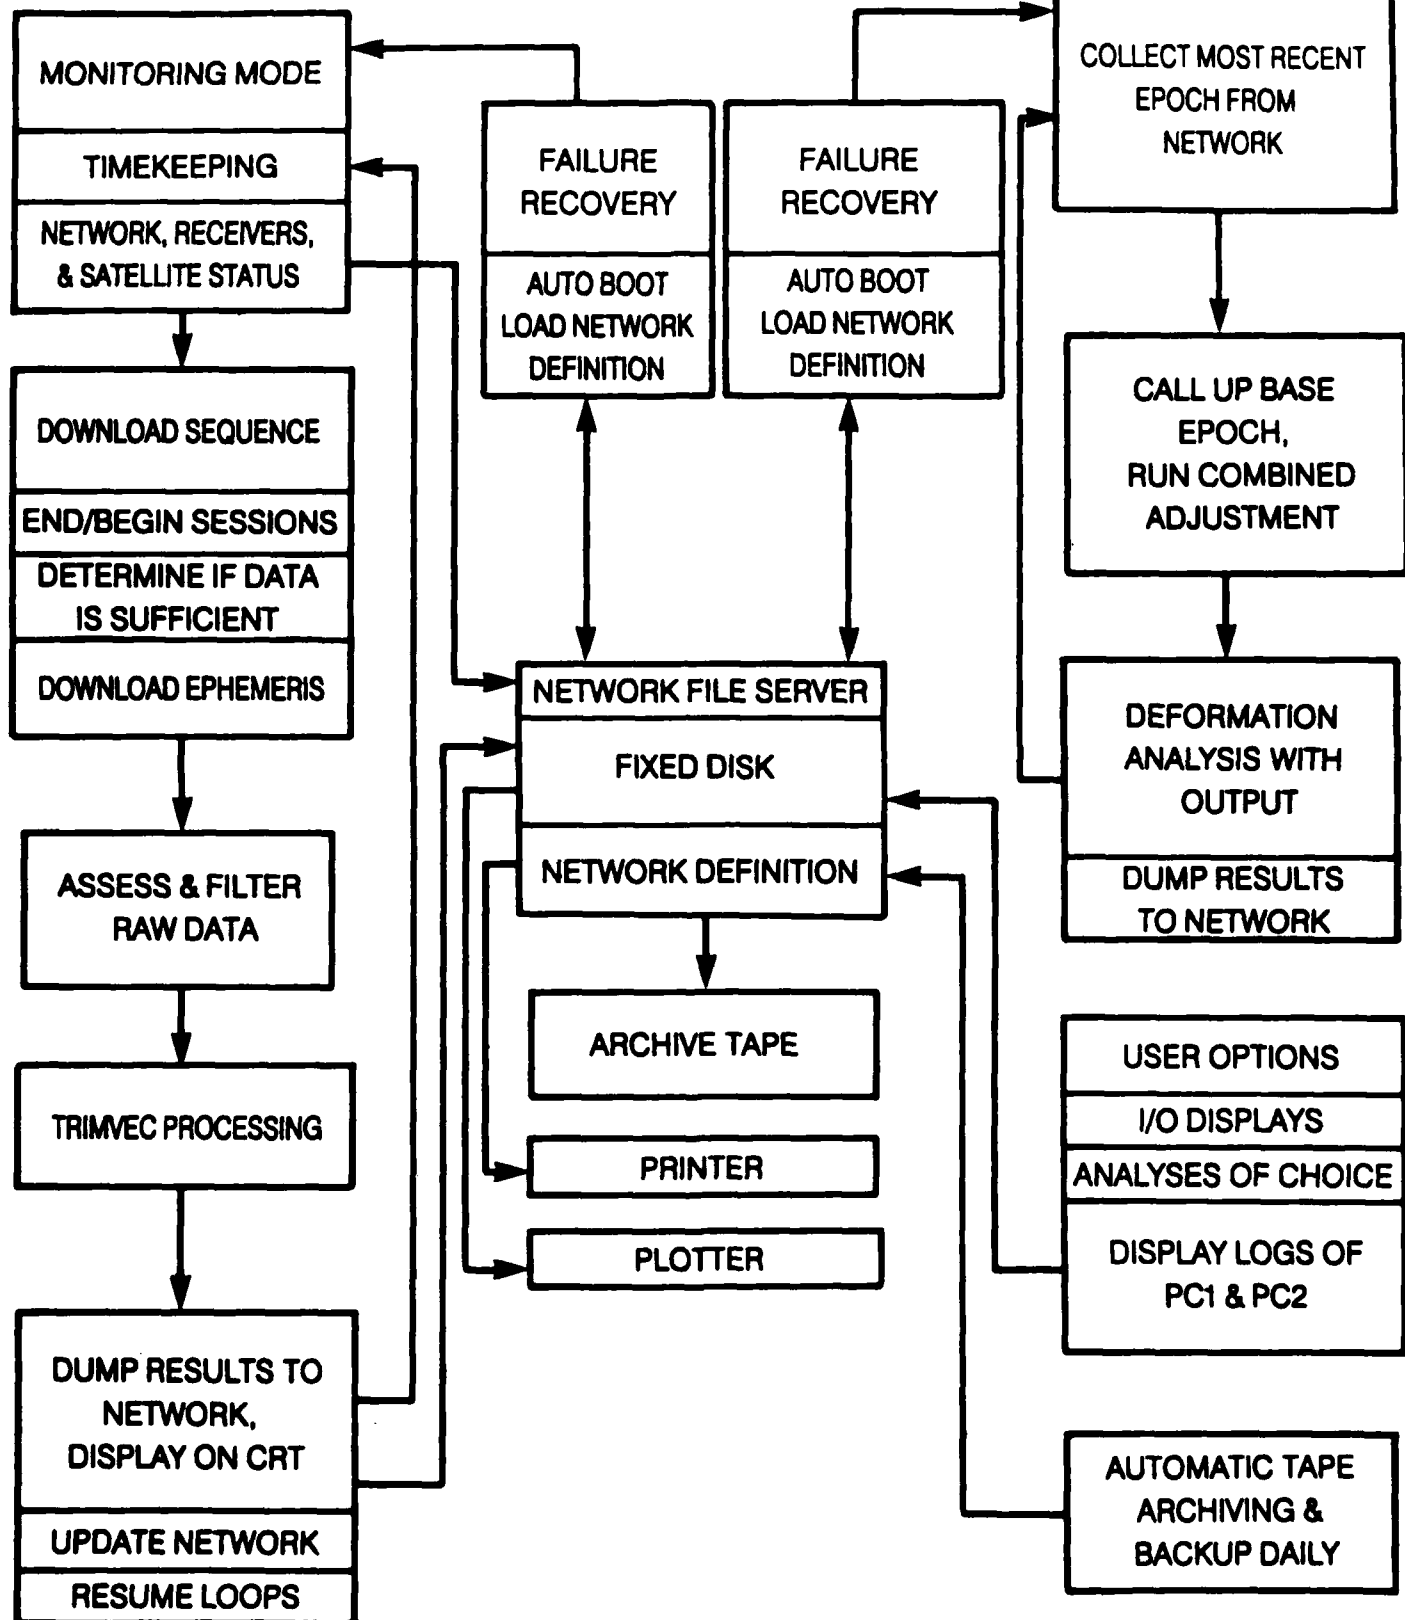 MONITORING MODE
TIMEKEEPING
NETWORK, RECEIVERS,
& SATELLITE STATUS
DOWNLOAD SEQUENCE
END/BEGIN SESSIONS
DETERMINE IF DATA
IS SUFFICIENT
DOWNLOAD EPHEMERIS
ASSESS & FILTER
RAW DATA
TRIMVEC PROCESSING
DUMP RESULTS TO
NETWORK,
DISPLAY ON CRT
UPDATE NETWORK
RESUME LOOPS
FAILURE
RECOVERY
AUTO BOOT
LOAD NETWORK
DEFINITION
FAILURE
RECOVERY
AUTO BOOT
LOAD NETWORK
DEFINITION
NETWORK FILE SERVER
FIXED DISK
NETWORK DEFINITION
ARCHIVE TAPE
PRINTER
PLOTTER
COLLECT MOST RECENT
EPOCH FROM
NETWORK
CALL UP BASE
EPOCH,
RUN COMBINED
ADJUSTMENT
DEFORMATION
ANALYSIS WITH
OUTPUT
DUMP RESULTS
TO NETWORK
USER OPTIONS
I/O DISPLAYS
ANALYSES OF CHOICE
DISPLAY LOGS OF
PC1 & PC2
AUTOMATIC TAPE
ARCHIVING &
BACKUP DAILY